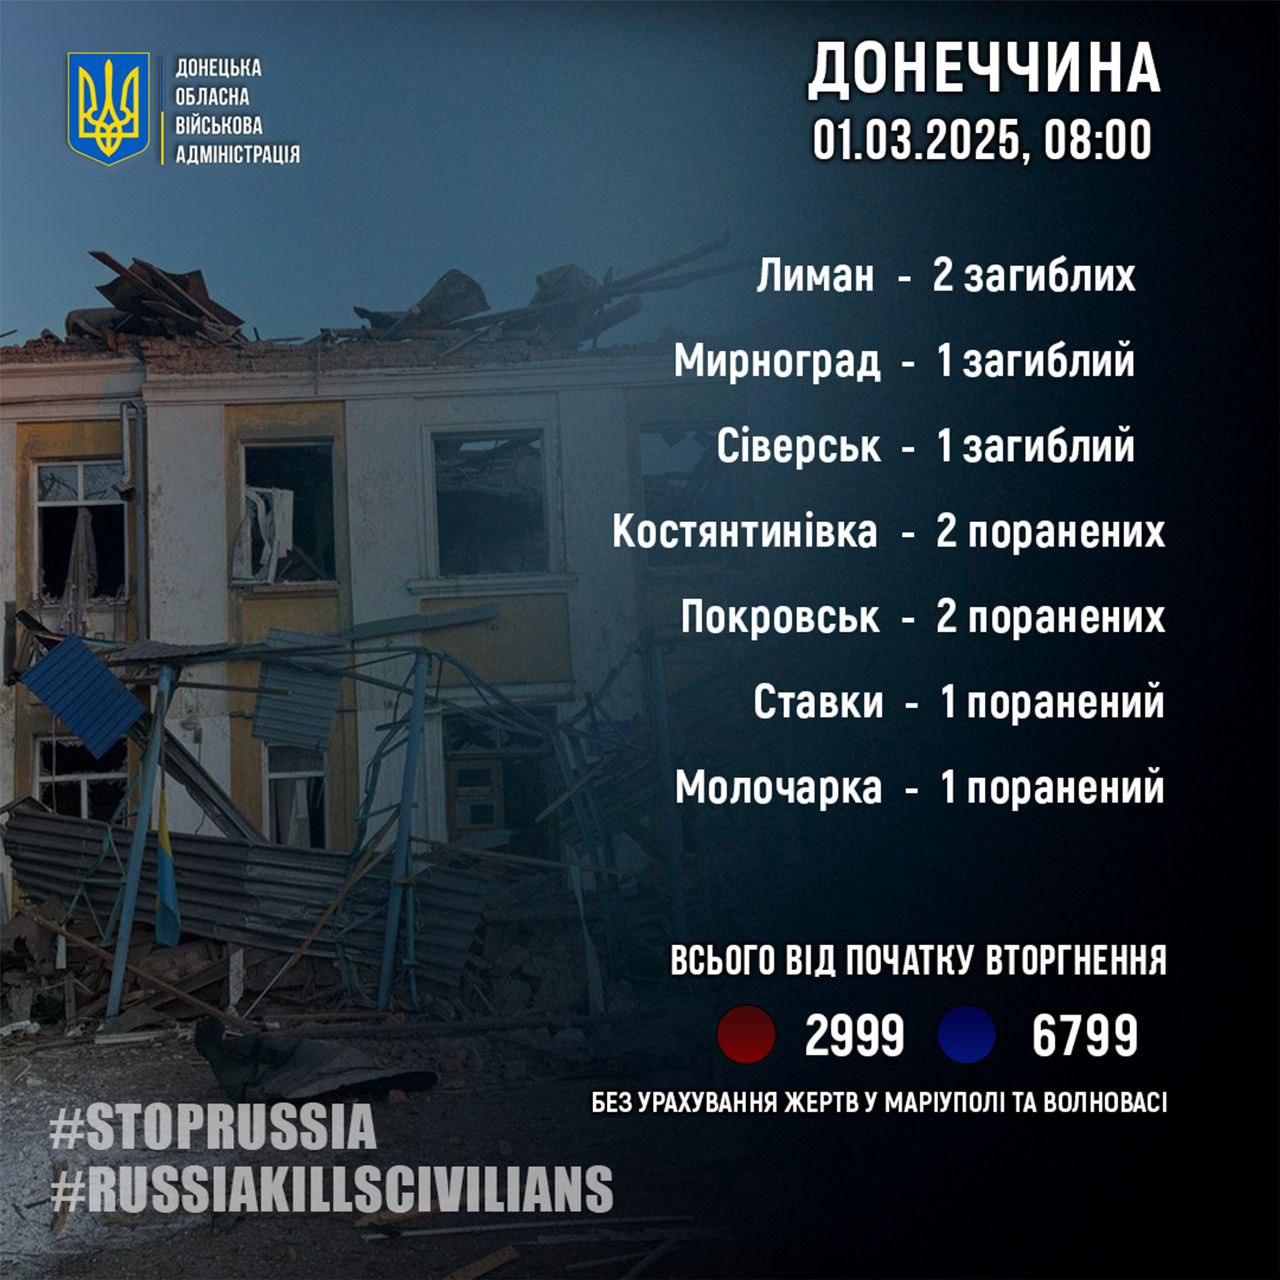 ДОНЕЦЬКА
ОБЛАСНА
ВІЙСЬКОВА
АДМІНІСТРАЦІЯ
ДОНЕЧЧИНА
01.03.2025, 08:00
Лиман - 2 загиблих
Мирноград - 1 загиблий
Сіверськ - 1 загиблий
Костянтинівка - 2 поранених
Покровськ - 2 поранених
Ставки - 1 поранений
Молочарка - 1 поранений
ВСЬОГО ВІД ПОЧАТКУ ВТОРГНЕННЯ
2999 6799
БЕЗ УРАХУВАННЯ ЖЕРТВ У МАРІУПОЛІ ТА ВОЛНОВАСІ
#STOPRUSSIA
#RUSSIAKILLSCIVILIANS